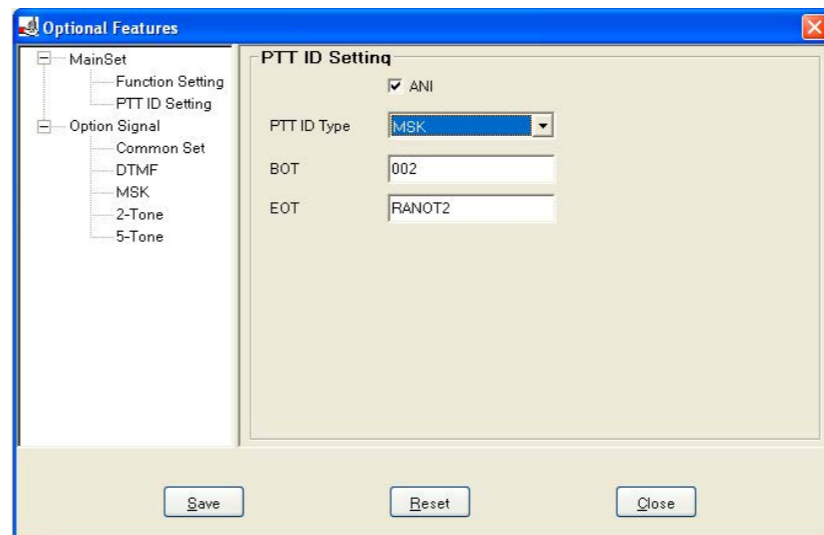 Optional Features
MainSet
Function Setting
PTT ID Setting
Option Signal
Common Set
DTMF
MSK
2-Tone
5-Tone
PTT ID Setting
ANI
PTT ID Type MSK
BOT 002
EOT RANOT2
Save Reset Close